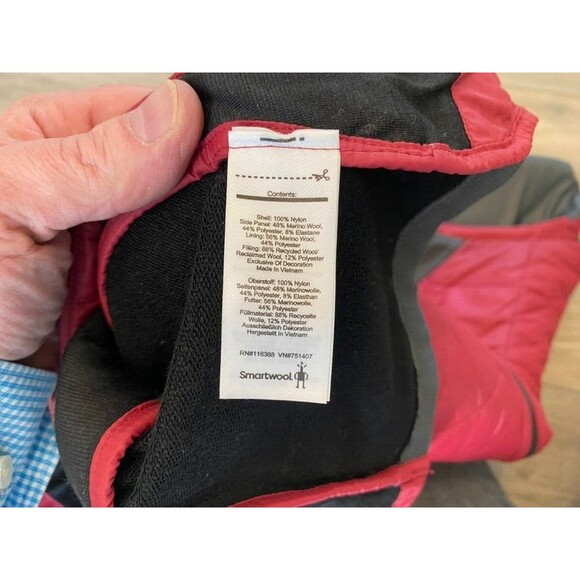 Contents:
Shell: 100% Nylon
Side Panel: 48% Merino Wool,
44% Polyester, 8% Elastane
Lining: 56% Merino Wool,
44% Polyester
Filling: 88% Recycled Wool/
Reclaimed Wool, 12% Polyester
Exclusive Of Decoration
Made In Vietnam
Oberstoff: 100% Nylon
Seitenpanel: 48% Merinowolle,
44% Polyester, 8% Elasthan
Futter: 56% Merinowolle,
44% Polyester
Füllmaterial: 88% Recycelte
Wolle, 12% Polyester
Ausschließlich Dekoration
Hergestellt In Vietnam
RN#116388 VN#751407
Smartwool